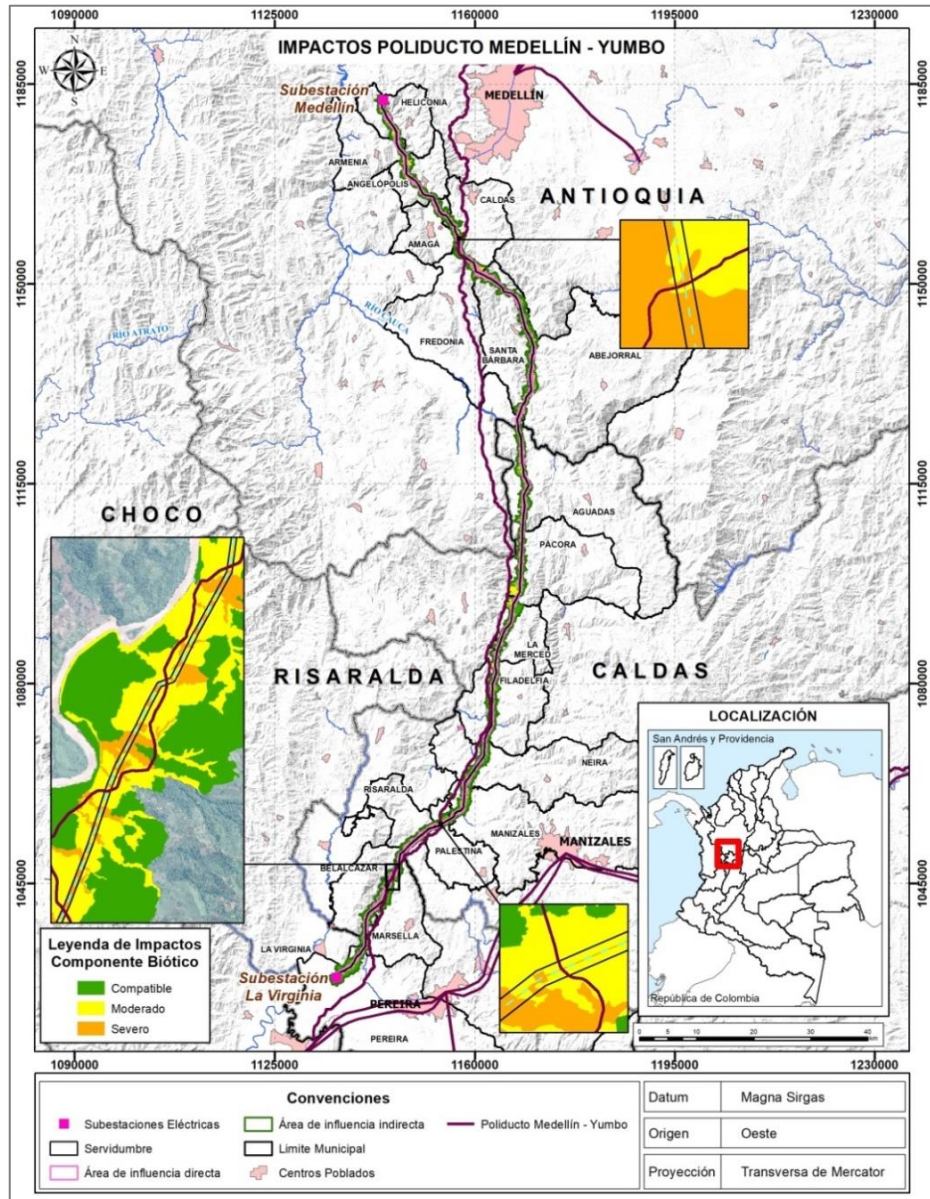 1090000 1125000 1160000 1195000 1230000
IMPACTOS POLIDUCTO MEDELLÍN - YUMBO
N
W E
S
1185000
1185000
Subestación
Medellín
HELICONIA
MEDELLÍN
ARMENIA
ANGELÓPOLIS
CALDAS
ANTIOQUIA
AMAGÁ
1150000
1150000
RÍO ATRATO
RÍO CAUCA
FREDONIA
SANTA
BÁRBARA
ABEJORRAL
1115000
1115000
CHOCO
AGUADAS
PÁCORA
RISARALDA
LA
MERCED
CALDAS
FILADELFIA
1080000
1080000
LOCALIZACIÓN
San Andrés y Providencia
NEIRA
RISARALDA
MANIZALES
MANIZALES
PALESTINA
BELALCAZAR
1045000
1045000
Leyenda de Impactos
Componente Biótico
Compatible
Moderado
Severo
LA VIRGINIA
MARSELLA
Subestación
La Virginia
PEREIRA
PEREIRA
República de Colombia
0 5 10 20 30 40
km
1090000 1125000 1160000 1195000 1230000
Convenciones
Subestaciones Eléctricas
Área de influencia indirecta
Poliducto Medellín - Yumbo
Servidumbre
Limite Municipal
Área de influencia directa
Centros Poblados
Datum Magna Sirgas
Origen Oeste
Proyección Transversa de Mercator